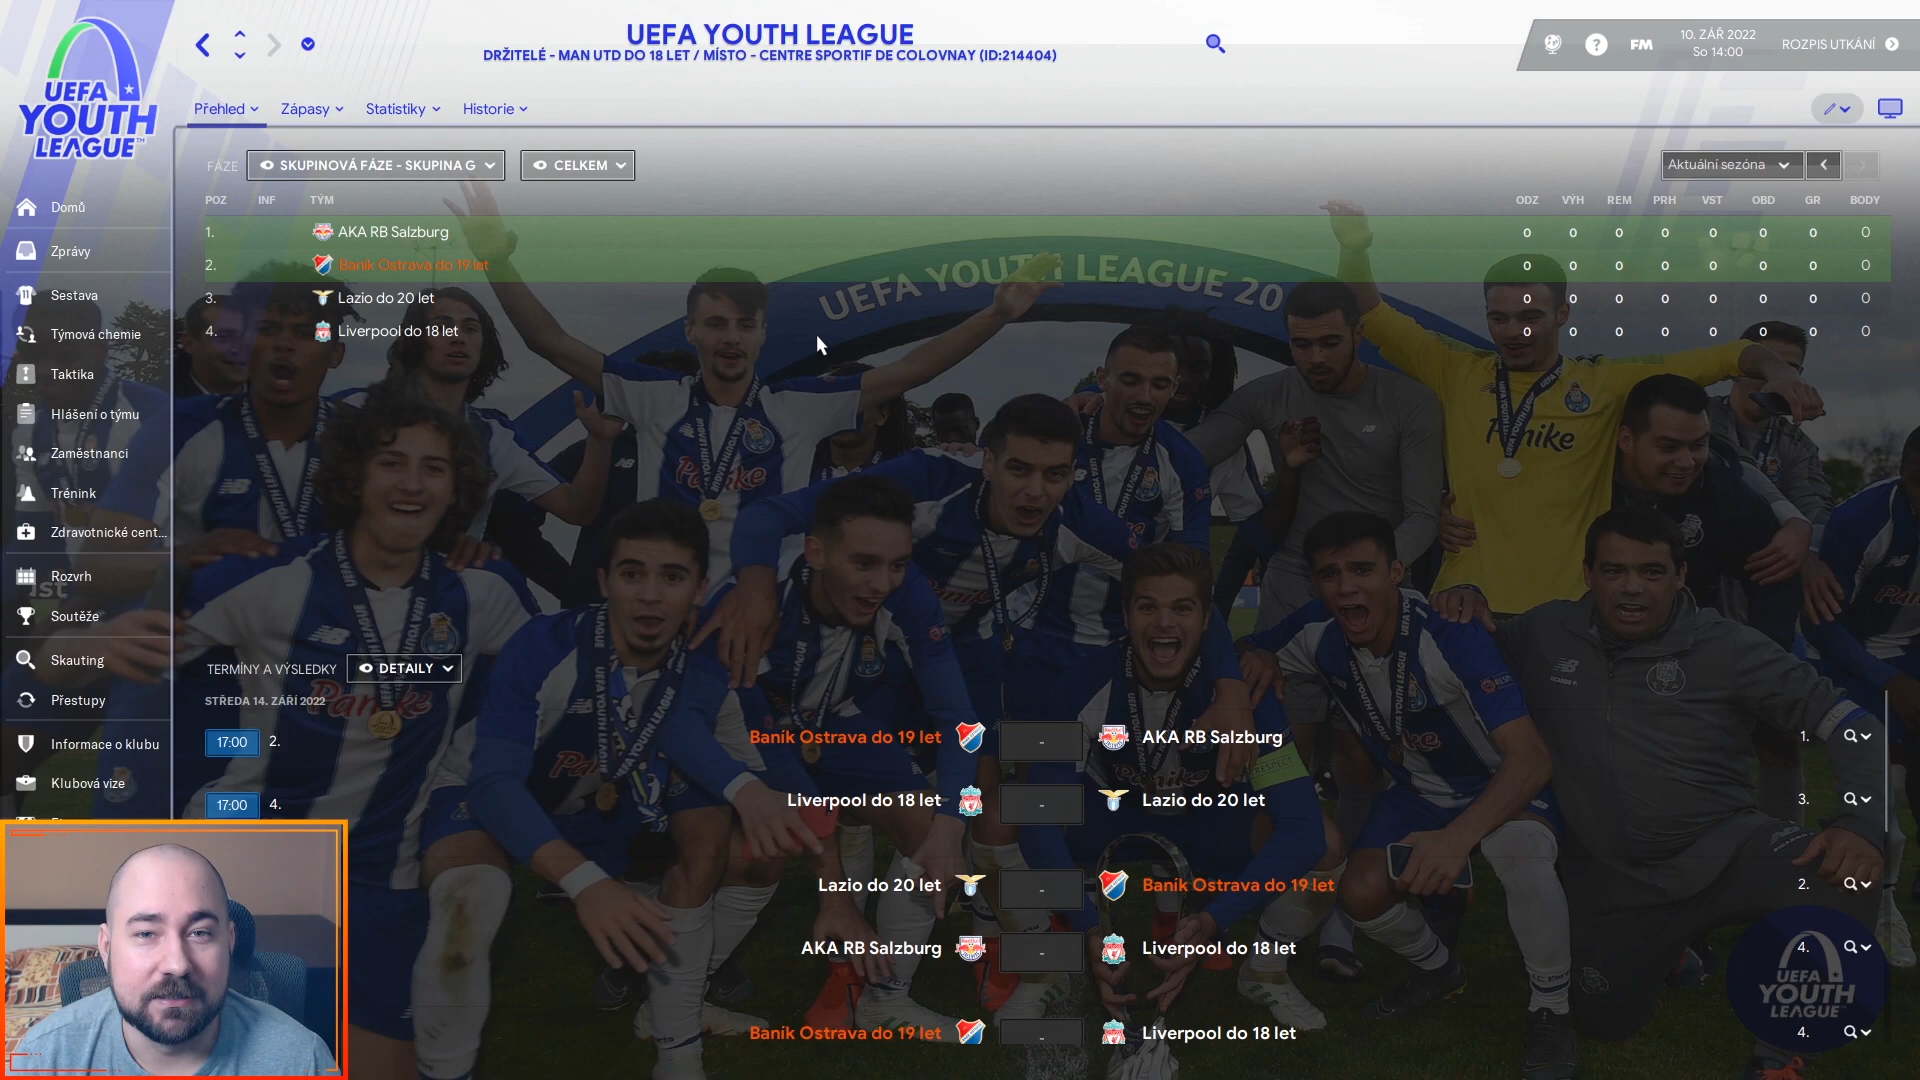 UEFA YOUTH LEAGUE
DRŽITELÉ - MAN UTD DO 18 LET / MÍSTO - CENTRE SPORTIF DE COLOVNAY (ID:214404)
UEFA
YOUTH
LEAGUE
FM
10. ZÁŘ 2022
So 14:00
ROZPIS UTKÁNÍ
Přehled
Zápasy
Statistiky
Historie
FÁZE
SKUPINOVÁ FÁZE - SKUPINA G
CELKEM
Aktuální sezóna
POZ INF TÝM ODZ VÝH REM PRH VST OBD GR BODY
1. AKA RB Salzburg 0 0 0 0 0 0 0 0
2. Baník Ostrava do 19 let 0 0 0 0 0 0 0 0
3. Lazio do 20 let 0 0 0 0 0 0 0 0
4. Liverpool do 18 let 0 0 0 0 0 0 0 0
UEFA YOUTH LEAGUE 20
Domů
Zprávy
Sestava
Týmová chemie
Taktika
Hlášení o týmu
Zaměstnanci
Trénink
Zdravotnické cent...
Rozvrh
1st
Soutěže
Skauting
Přestupy
Informace o klubu
Klubová vize
TERMÍNY A VÝSLEDKY
DETAILY
STŘEDA 14. ZÁŘÍ 2022
17:00 2. Baník Ostrava do 19 let - AKA RB Salzburg 1.
17:00 4. Liverpool do 18 let - Lazio do 20 let 3.
Lazio do 20 let - Baník Ostrava do 19 let 2.
AKA RB Salzburg - Liverpool do 18 let 4.
Baník Ostrava do 19 let - Liverpool do 18 let 4.
UEFA
YOUTH
LEAGUE